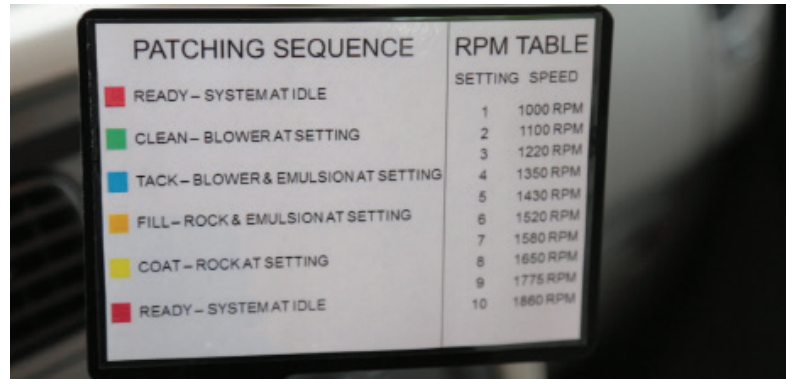 PATCHING SEQUENCE
READY – SYSTEM AT IDLE
CLEAN – BLOWER AT SETTING
TACK – BLOWER & EMULSION AT SETTING
FILL – ROCK & EMULSION AT SETTING
COAT – ROCK AT SETTING
READY – SYSTEM AT IDLE
RPM TABLE
SETTING SPEED
1 1000 RPM
2 1100 RPM
3 1220 RPM
4 1350 RPM
5 1430 RPM
6 1520 RPM
7 1580 RPM
8 1650 RPM
9 1775 RPM
10 1860 RPM